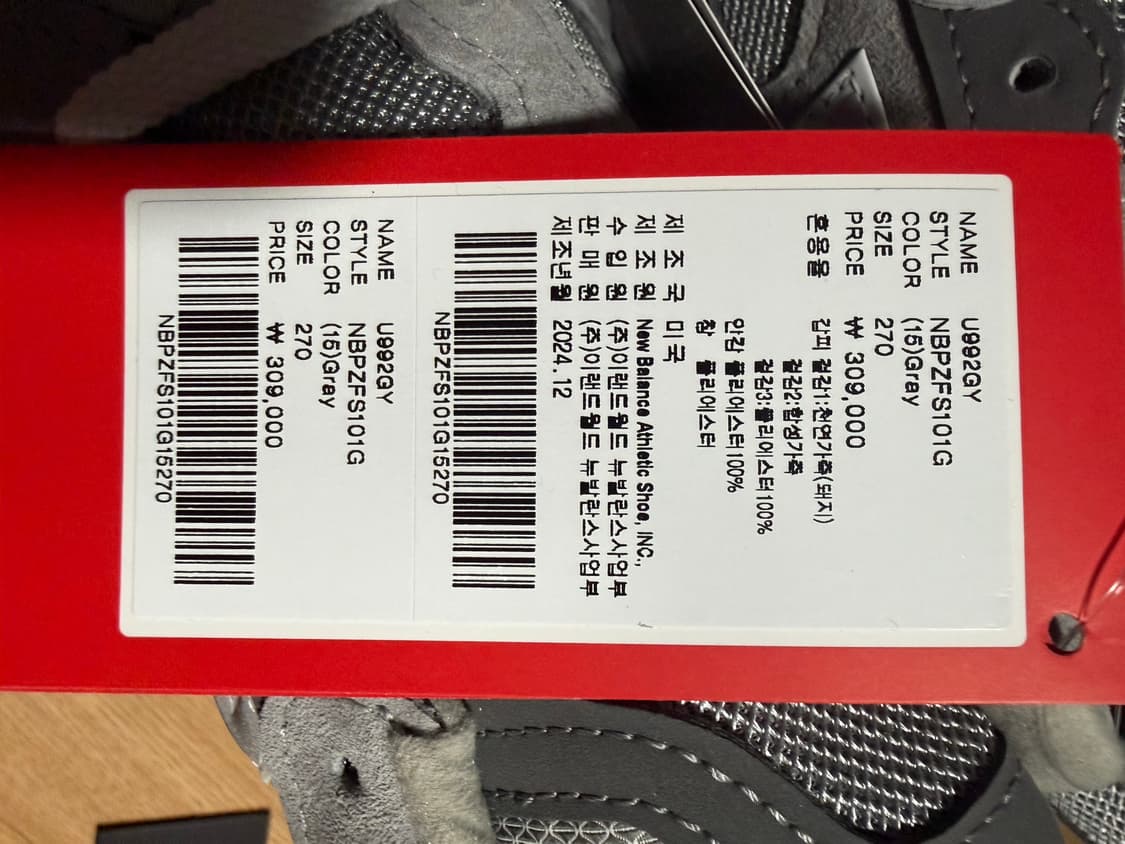 NAME U992GY
STYLE NBPZFS101G
COLOR (15)Gray
SIZE 270
PRICE ₩ 309,000
혼용율 갑피 겉감1:천연가죽(돼지)
겉감2:합성가죽
겉감3:폴리에스터100%
안감 폴리에스터100%
창 폴리에스터
제 조 국 미국
제 조 원 New Balance Athletic Shoe, INC.,
수 입 원 (주)이랜드월드 뉴발란스사업부
판 매 원 (주)이랜드월드 뉴발란스사업부
제조년월 2024.12
NBPZFS101G15270
NAME U992GY
STYLE NBPZFS101G
COLOR (15)Gray
SIZE 270
PRICE ₩ 309,000
NBPZFS101G15270